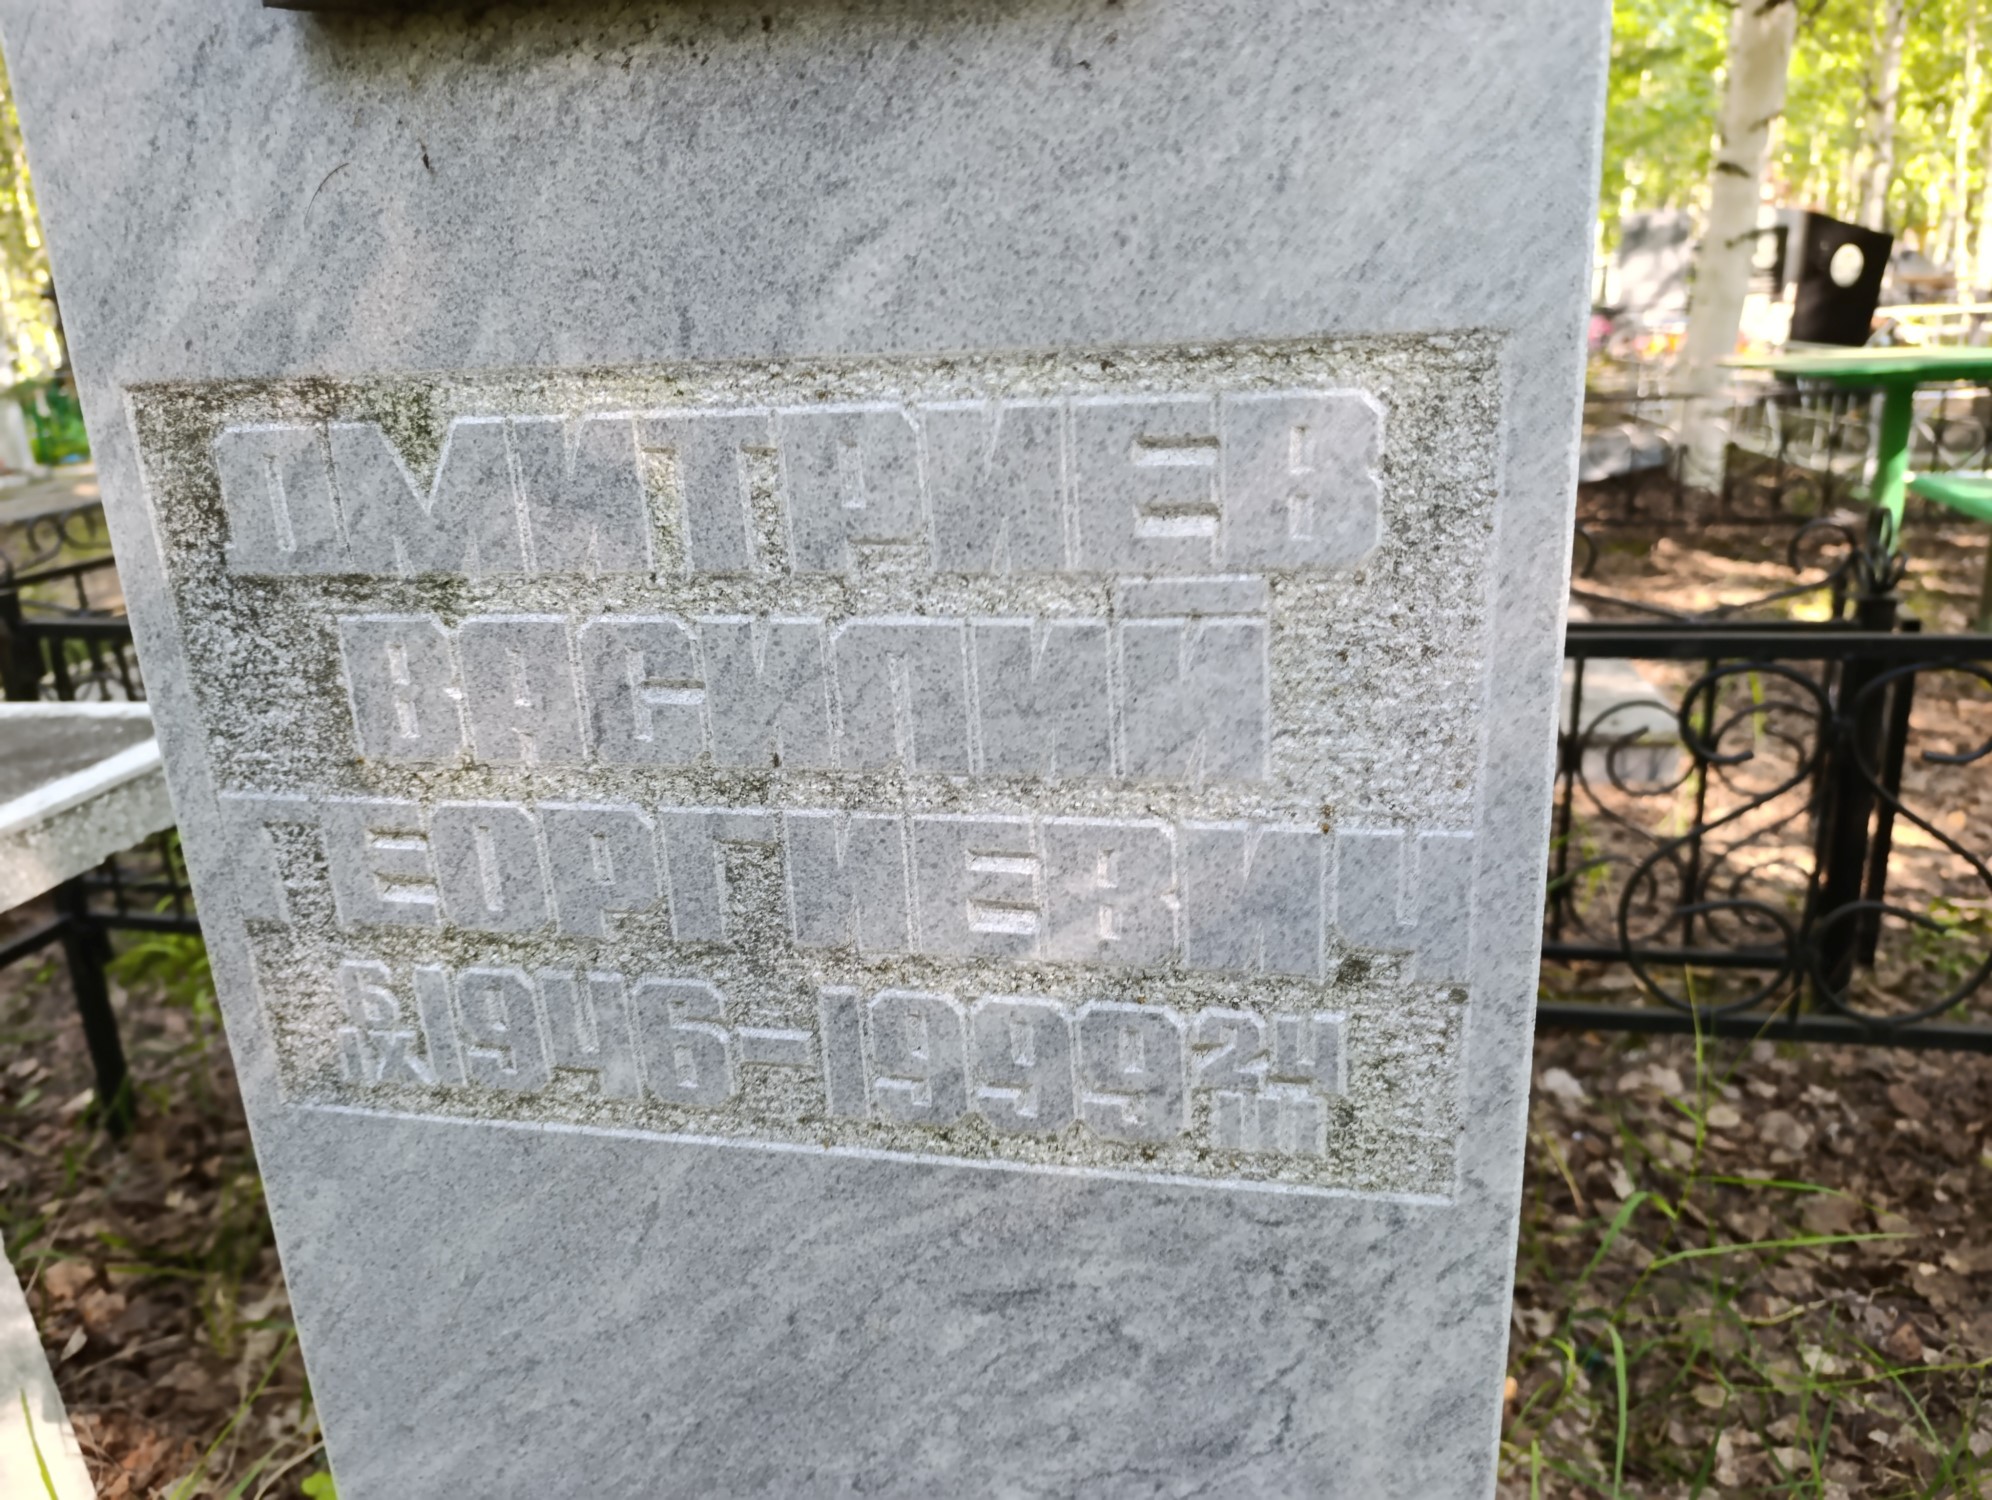 ДМИТРИЕВ
ВАСИЛИЙ
ГЕОРГИЕВИЧ
6 IX 1946-1999 24 III